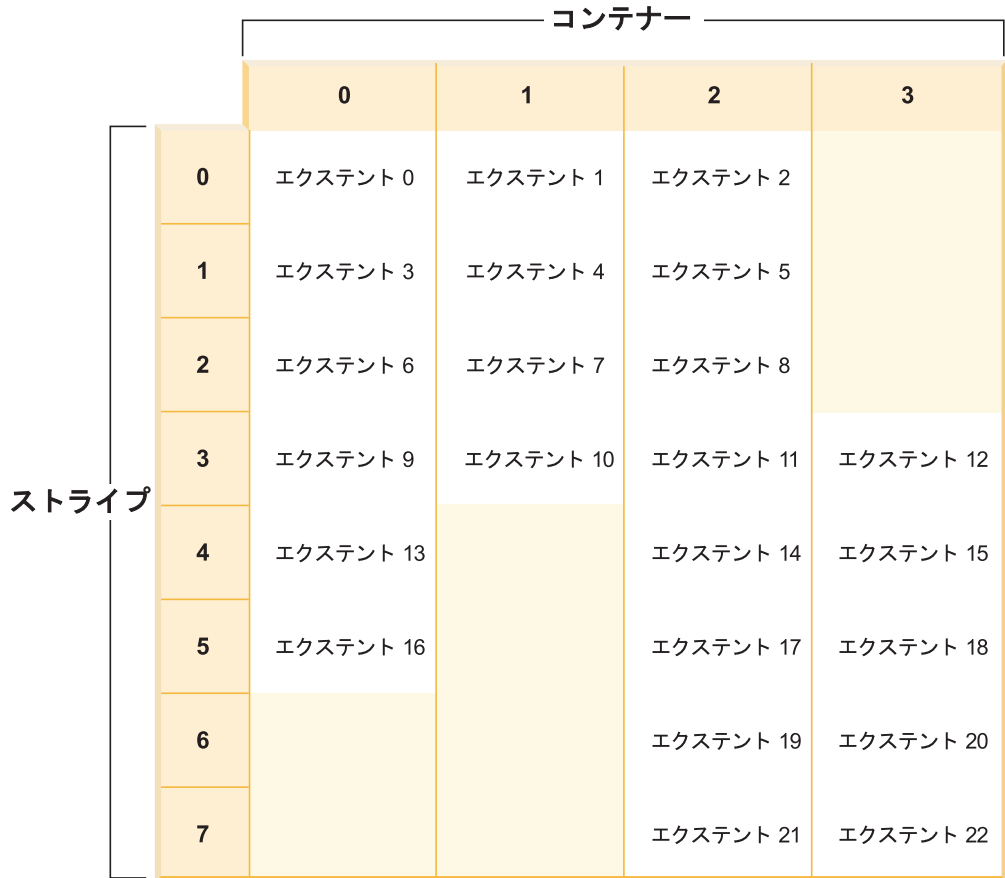 コンテナー
0 1 2 3
ストライプ
0 エクステント 0 エクステント 1 エクステント 2
1 エクステント 3 エクステント 4 エクステント 5
2 エクステント 6 エクステント 7 エクステント 8
3 エクステント 9 エクステント 10 エクステント 11 エクステント 12
4 エクステント 13 エクステント 14 エクステント 15
5 エクステント 16 エクステント 17 エクステント 18
6 エクステント 19 エクステント 20
7 エクステント 21 エクステント 22